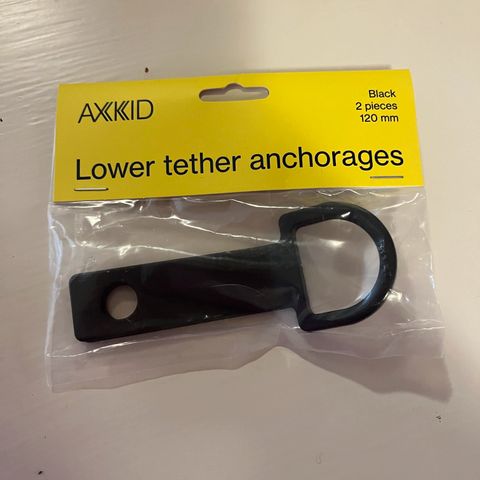 AXKID
Black
2 pieces
120 mm
Lower tether anchorages